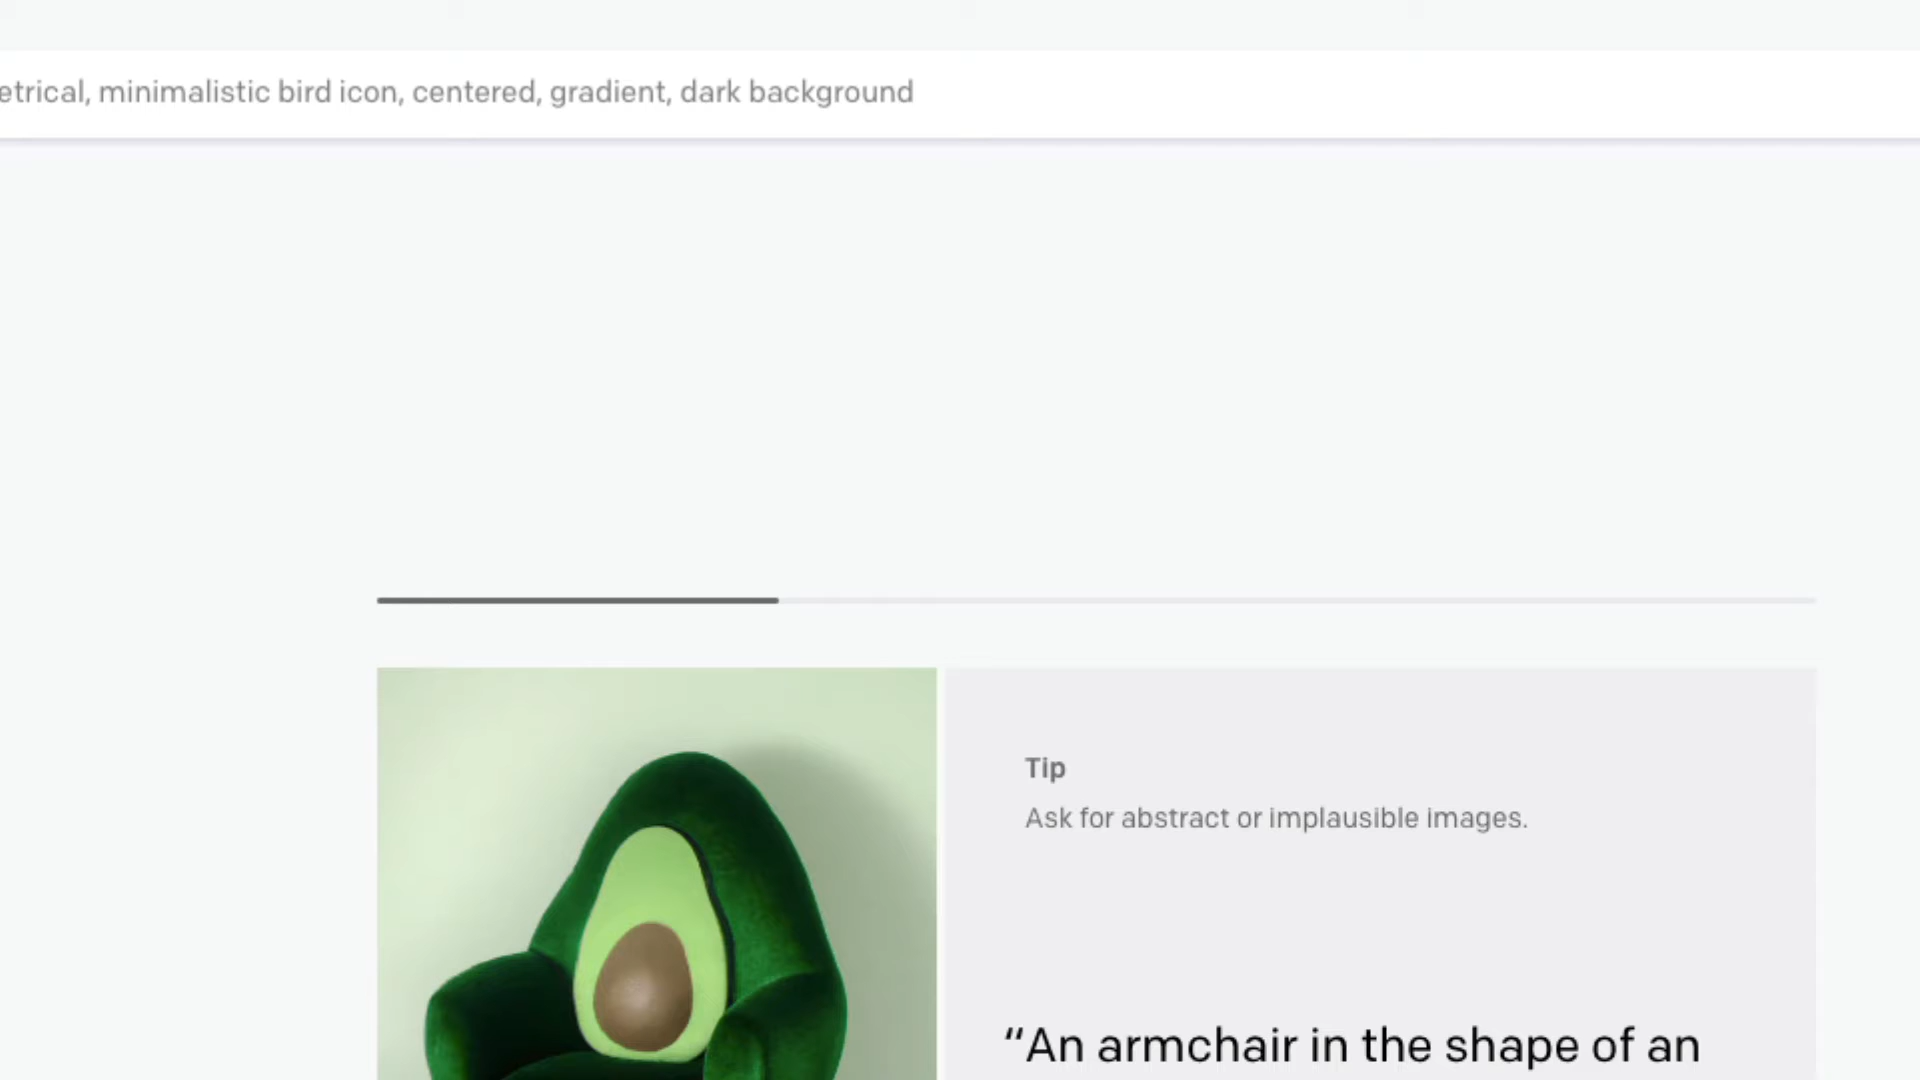 etrical, minimalistic bird icon, centered, gradient, dark background
Tip
Ask for abstract or implausible images.
“An armchair in the shape of an